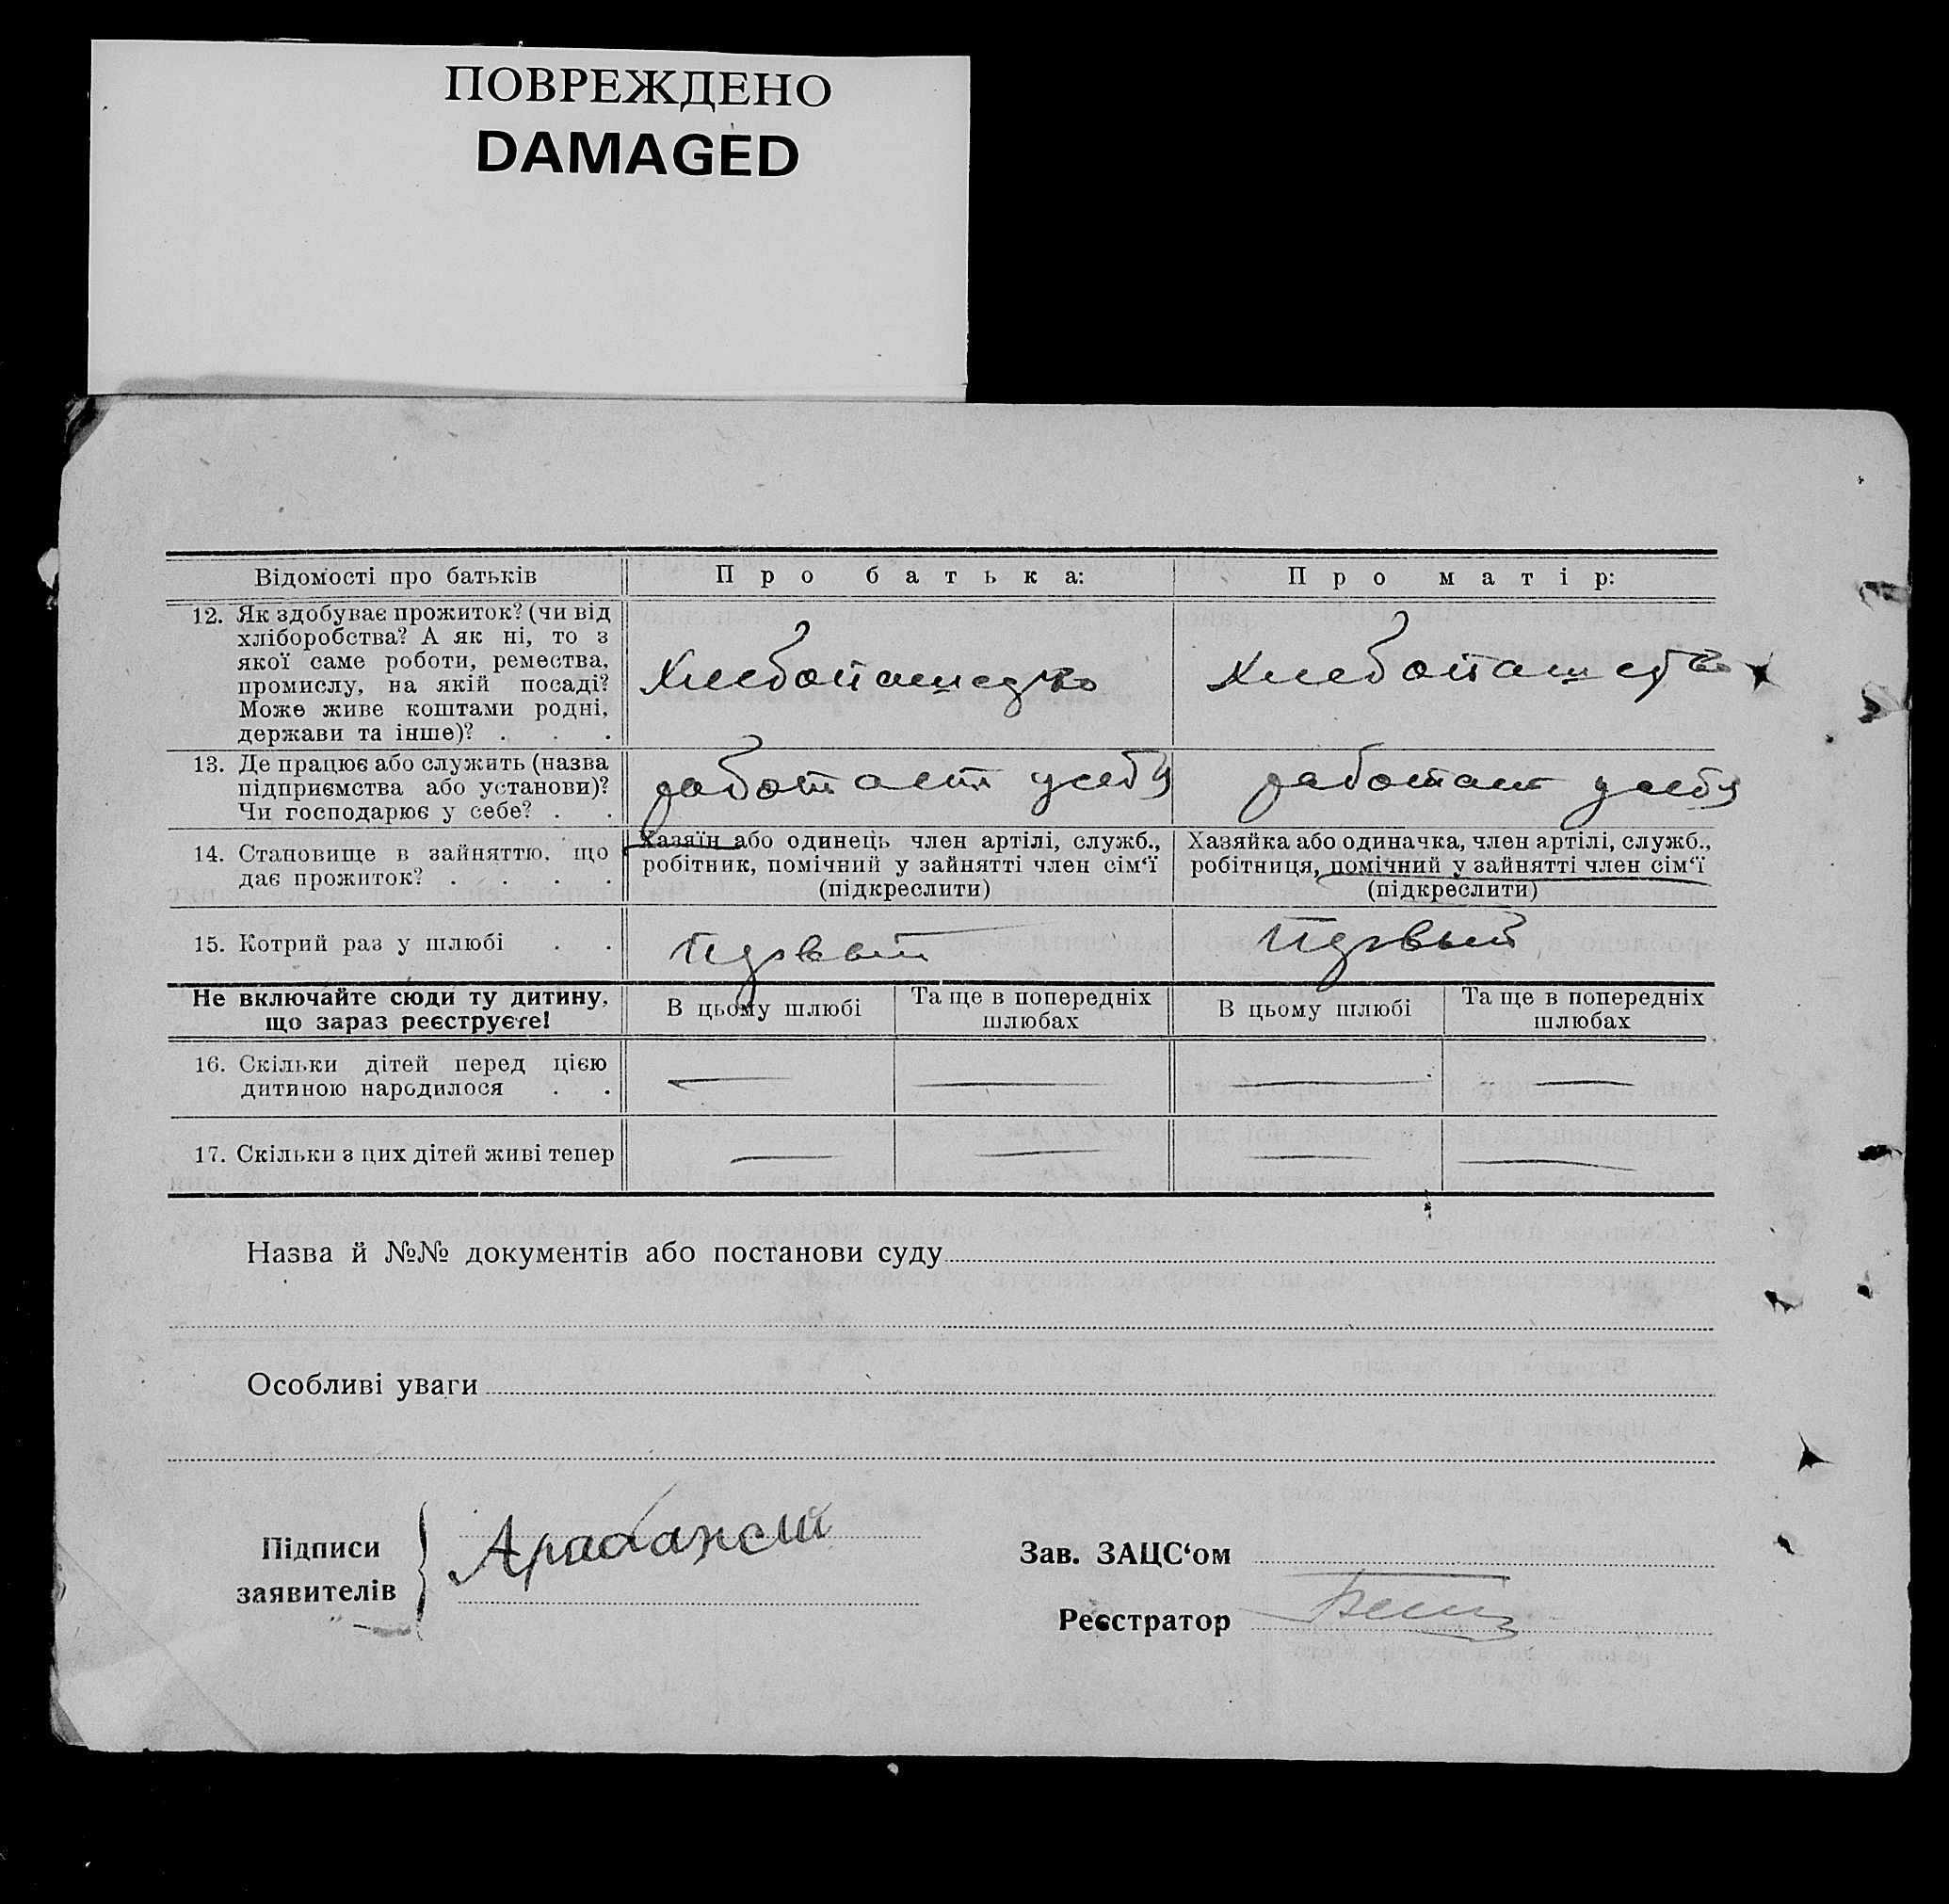 ПОВРЕЖДЕНО
DAMAGED
Відомості про батьків
Про батька:
Про матір:
12. Як здобуває прожиток? (чи від
хліборобства? А як ні, то з
якої саме роботи, ремества,
промислу, на якій посаді?
Може живе коштами родні,
держави та інше)? . . .
Хлебопашество
Хлебопашество
13. Де працює або служить (назва
підприємства або установи)?
Чи господарює у себе? . .
работает усебя
работает усебя
14. Становище в зайняттю, що
дає прожиток? . . . .
Хазяїн або одинець член артілі, служб.,
робітник, помічний у зайнятті член сім‘ї
(підкреслити)
Хазяйка або одиначка, член артілі, служб.,
робітниця, помічний у зайнятті член сім‘ї
(підкреслити)
15. Котрий раз у шлюбі . .
Первый
Первый
Не включайте сюди ту дитину,
що зараз реєструєте!
В цьому шлюбі
Та ще в попередніх
шлюбах
В цьому шлюбі
Та ще в попередніх
шлюбах
16. Скільки дітей перед цією
дитиною народилося . .
— — — —
17. Скільки з цих дітей живі тепер
— — — —
Назва й №№ документів або постанови суду
Особливі уваги
Підписи
заявителів
Зав. ЗАЦС‘ом
Реєстратор